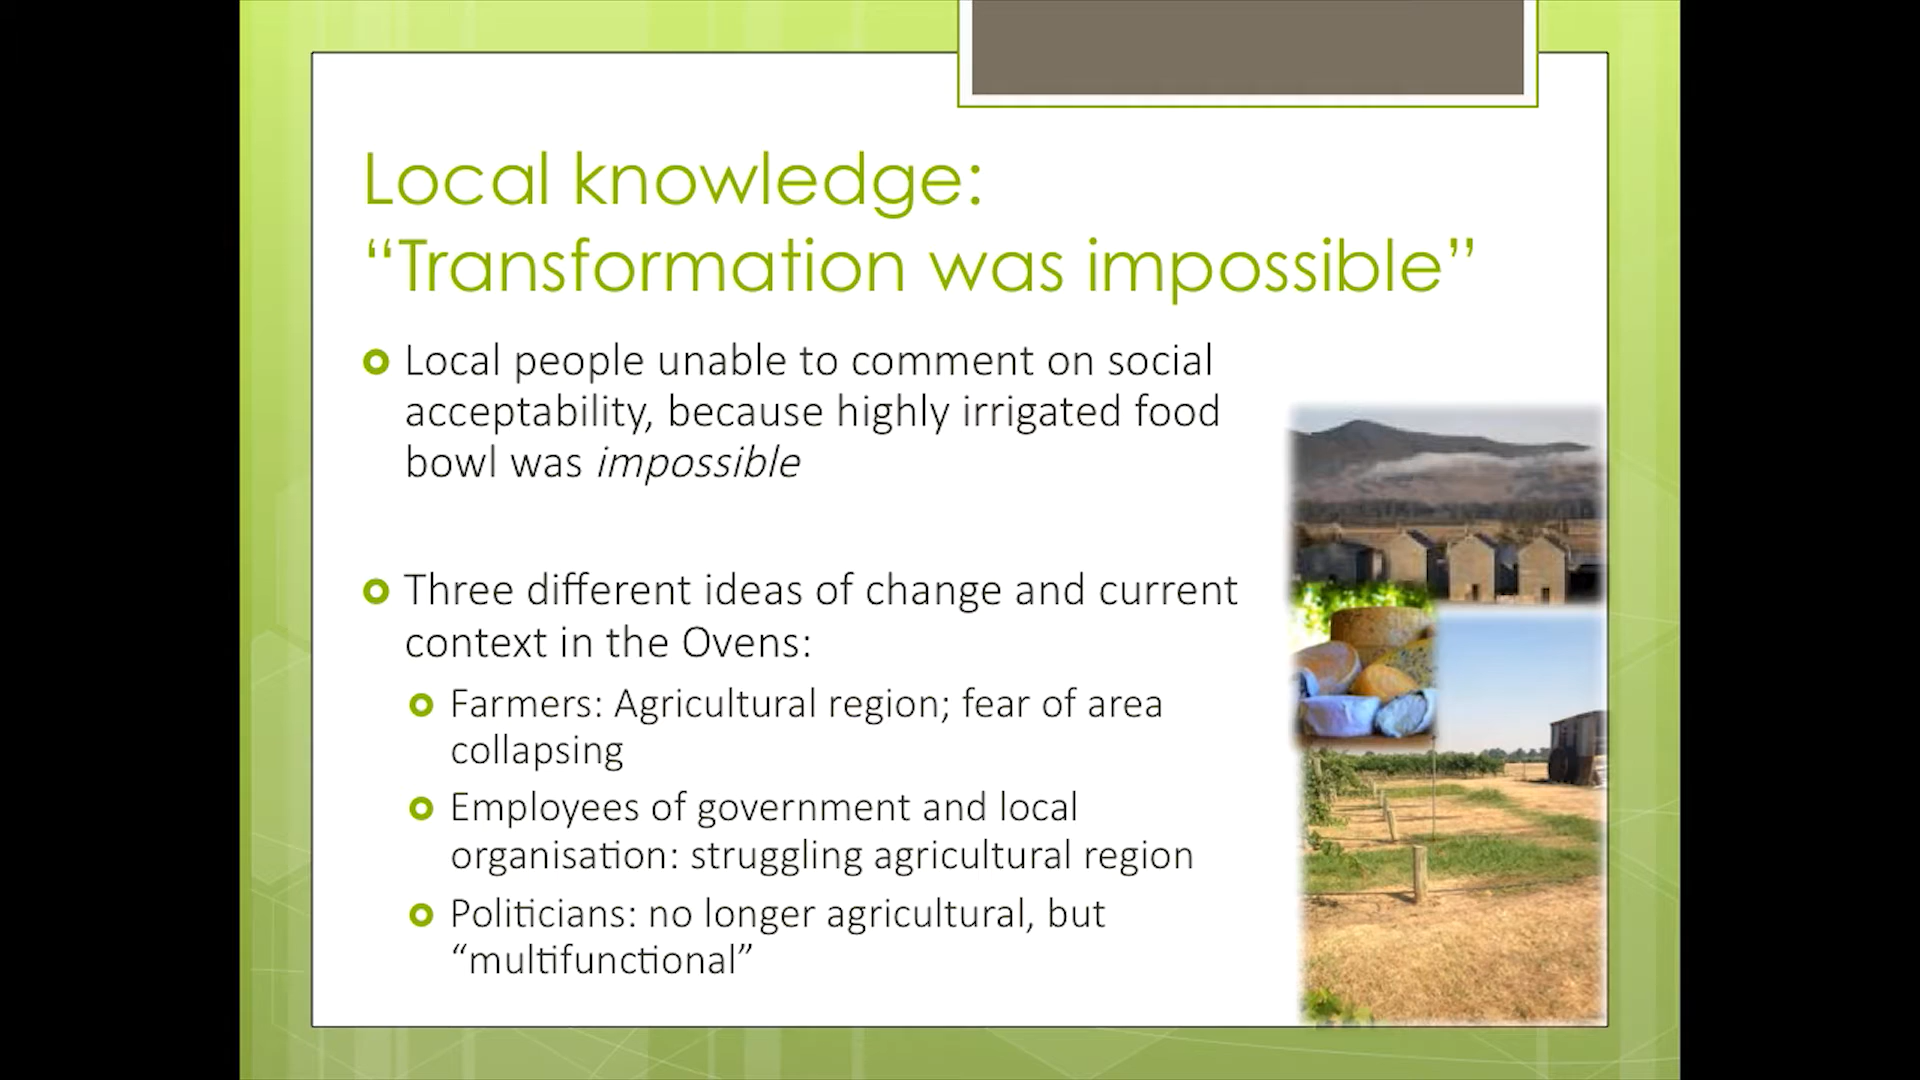 Local knowledge:
“Transformation was impossible”
Local people unable to comment on social
acceptability, because highly irrigated food
bowl was impossible
Three different ideas of change and current
context in the Ovens:
Farmers: Agricultural region; fear of area
collapsing
Employees of government and local
organisation: struggling agricultural region
Politicians: no longer agricultural, but
“multifunctional”